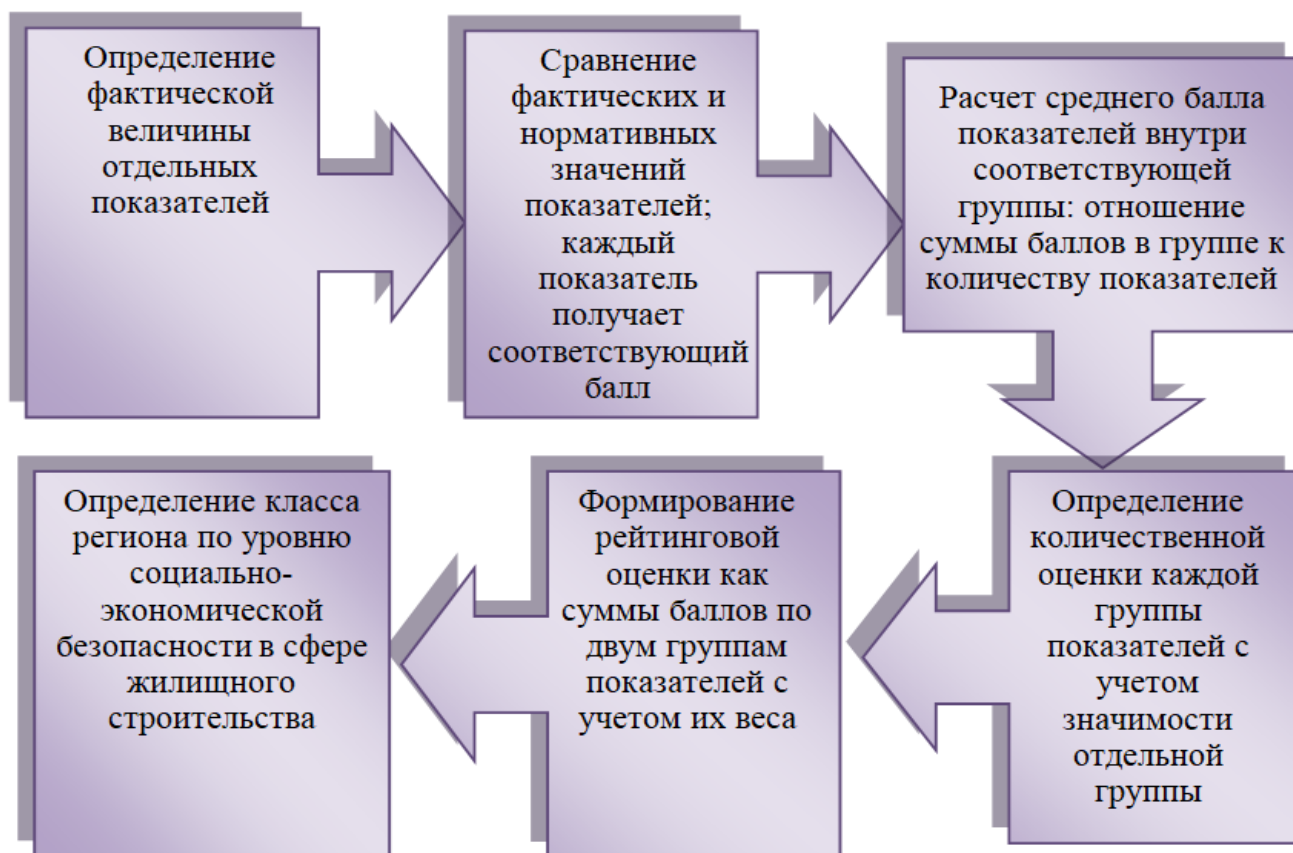 Определение
фактической
величины
отдельных
показателей
Сравнение
фактических и
нормативных
значений
показателей;
каждый
показатель
получает
соответствующий
балл
Расчет среднего балла
показателей внутри
соответствующей
группы: отношение
суммы баллов в группе к
количеству показателей
Определение
количественной
оценки каждой
группы
показателей с
учетом
значимости
отдельной
группы
Формирование
рейтинговой
оценки как
суммы баллов по
двум группам
показателей с
учетом их веса
Определение класса
региона по уровню
социально-
экономической
безопасности в сфере
жилищного
строительства